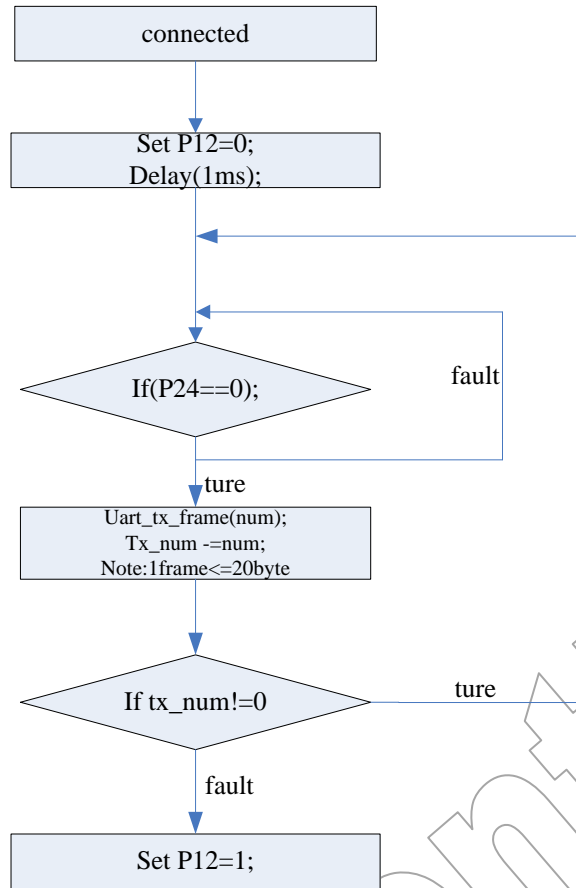 connected
Set P12=0;
Delay(1ms);
If(P24==0);
fault
ture
Uart_tx_frame(num);
Tx_num -=num;
Note:1frame<=20byte
If tx_num!=0
ture
fault
Set P12=1;